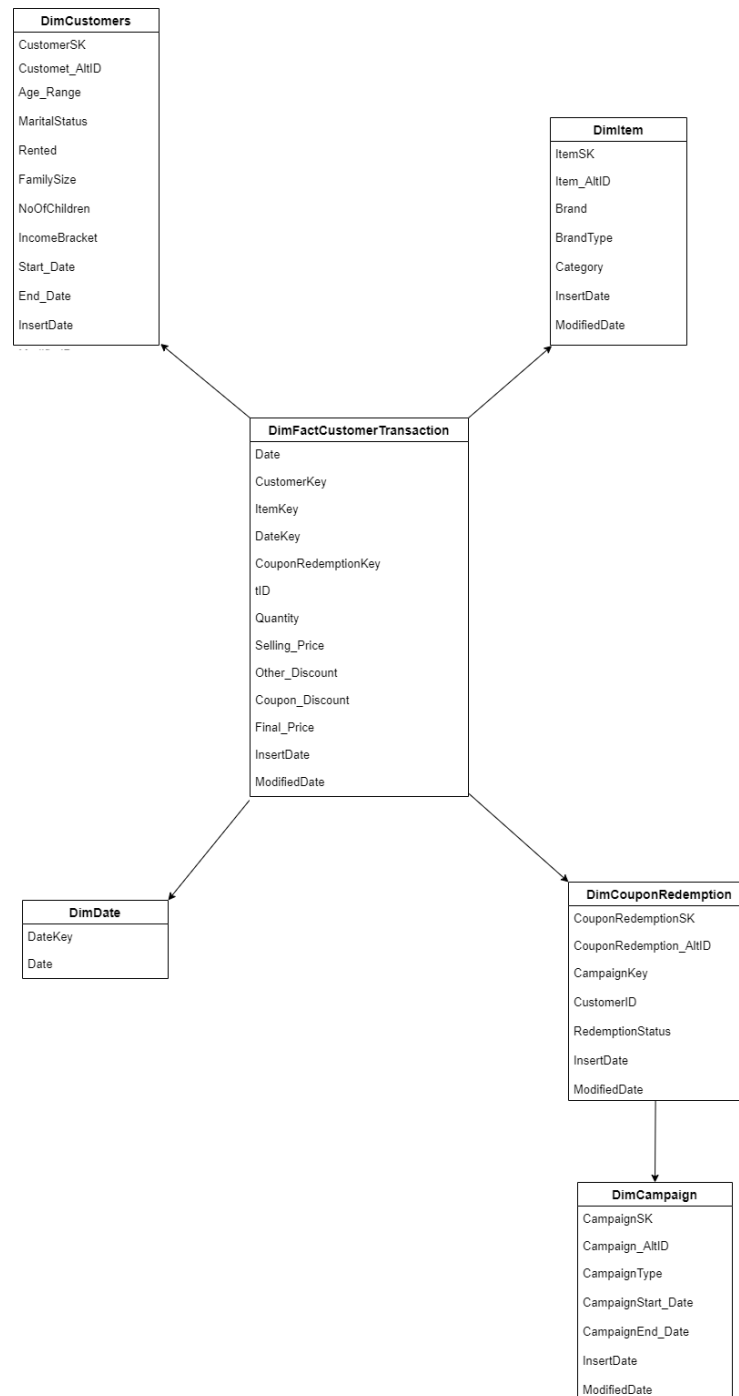 DimCustomers
CustomerSK
Customet_AltID
Age_Range
MaritalStatus
Rented
FamilySize
NoOfChildren
IncomeBracket
Start_Date
End_Date
InsertDate
DimItem
ItemSK
Item_AltID
Brand
BrandType
Category
InsertDate
ModifiedDate
DimFactCustomerTransaction
Date
CustomerKey
ItemKey
DateKey
CouponRedemptionKey
tID
Quantity
Selling_Price
Other_Discount
Coupon_Discount
Final_Price
InsertDate
ModifiedDate
DimDate
DateKey
Date
DimCouponRedemption
CouponRedemptionSK
CouponRedemption_AltID
CampaignKey
CustomerID
RedemptionStatus
InsertDate
ModifiedDate
DimCampaign
CampaignSK
Campaign_AltID
CampaignType
CampaignStart_Date
CampaignEnd_Date
InsertDate
ModifiedDate